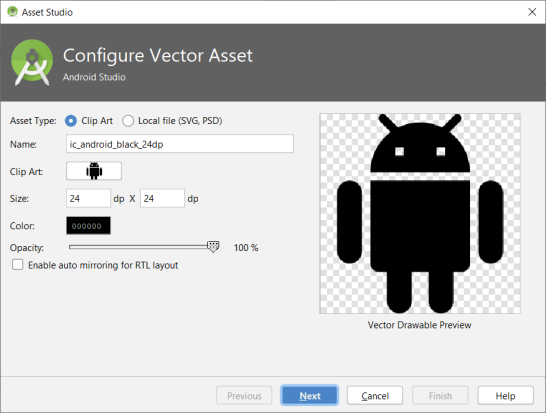 Asset Studio
Configure Vector Asset
Android Studio
Asset Type: Clip Art Local file (SVG, PSD)
Name: ic_android_black_24dp
Clip Art:
Size: 24 dp X 24 dp
Color: 000000
Opacity: 100 %
Enable auto mirroring for RTL layout
Vector Drawable Preview
Previous Next Cancel Finish Help